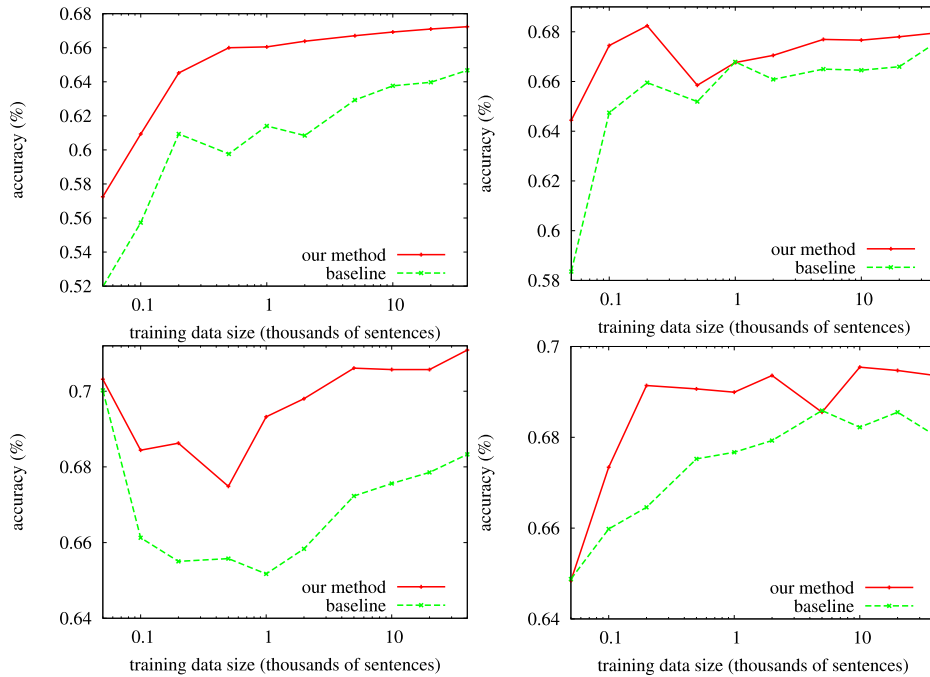 0.68
0.66
0.64
0.62
0.6
0.58
0.56
0.54
0.52
accuracy (%)
our method
baseline
0.1
1
10
training data size (thousands of sentences)
0.68
0.66
0.64
0.62
0.6
0.58
accuracy (%)
our method
baseline
0.1
1
10
training data size (thousands of sentences)
0.7
0.68
0.66
0.64
accuracy (%)
our method
baseline
0.1
1
10
training data size (thousands of sentences)
0.7
0.68
0.66
0.64
accuracy (%)
our method
baseline
0.1
1
10
training data size (thousands of sentences)